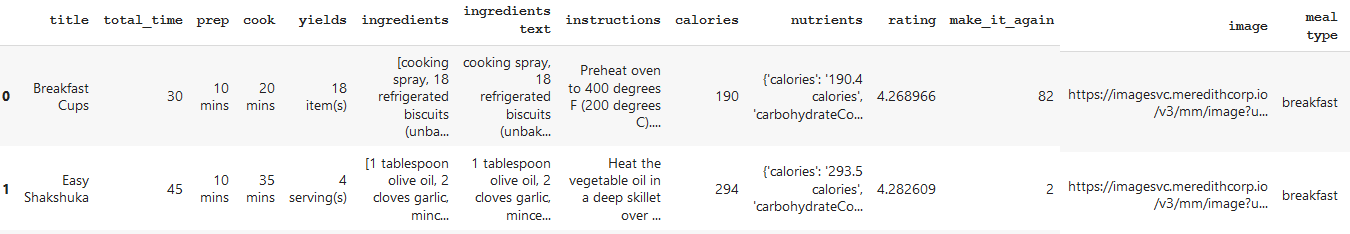 title
total_time
prep
cook
yields
ingredients
ingredients
text
instructions
calories
nutrients
rating
make_it_again
image
meal
type
0
Breakfast
Cups
30
10
mins
20
mins
18
item(s)
[cooking
spray, 18
refrigerated
biscuits
(unba...
cooking spray,
18
refrigerated
biscuits
(unbak...
Preheat oven
to 400 degrees
F (200 degrees
C)....
190
{'calories': '190.4
calories',
'carbohydrateCo...
4.268966
82
https://imagesvc.meredithcorp.io
/v3/mm/image?u...
breakfast
1
Easy
Shakshuka
45
10
mins
35
mins
4
serving(s)
[1 tablespoon
olive oil, 2
cloves garlic,
minc...
1 tablespoon
olive oil, 2
cloves garlic,
mince...
Heat the
vegetable oil in
a deep skillet
over ...
294
{'calories': '293.5
calories',
'carbohydrateCo...
4.282609
2
https://imagesvc.meredithcorp.io
/v3/mm/image?u...
breakfast